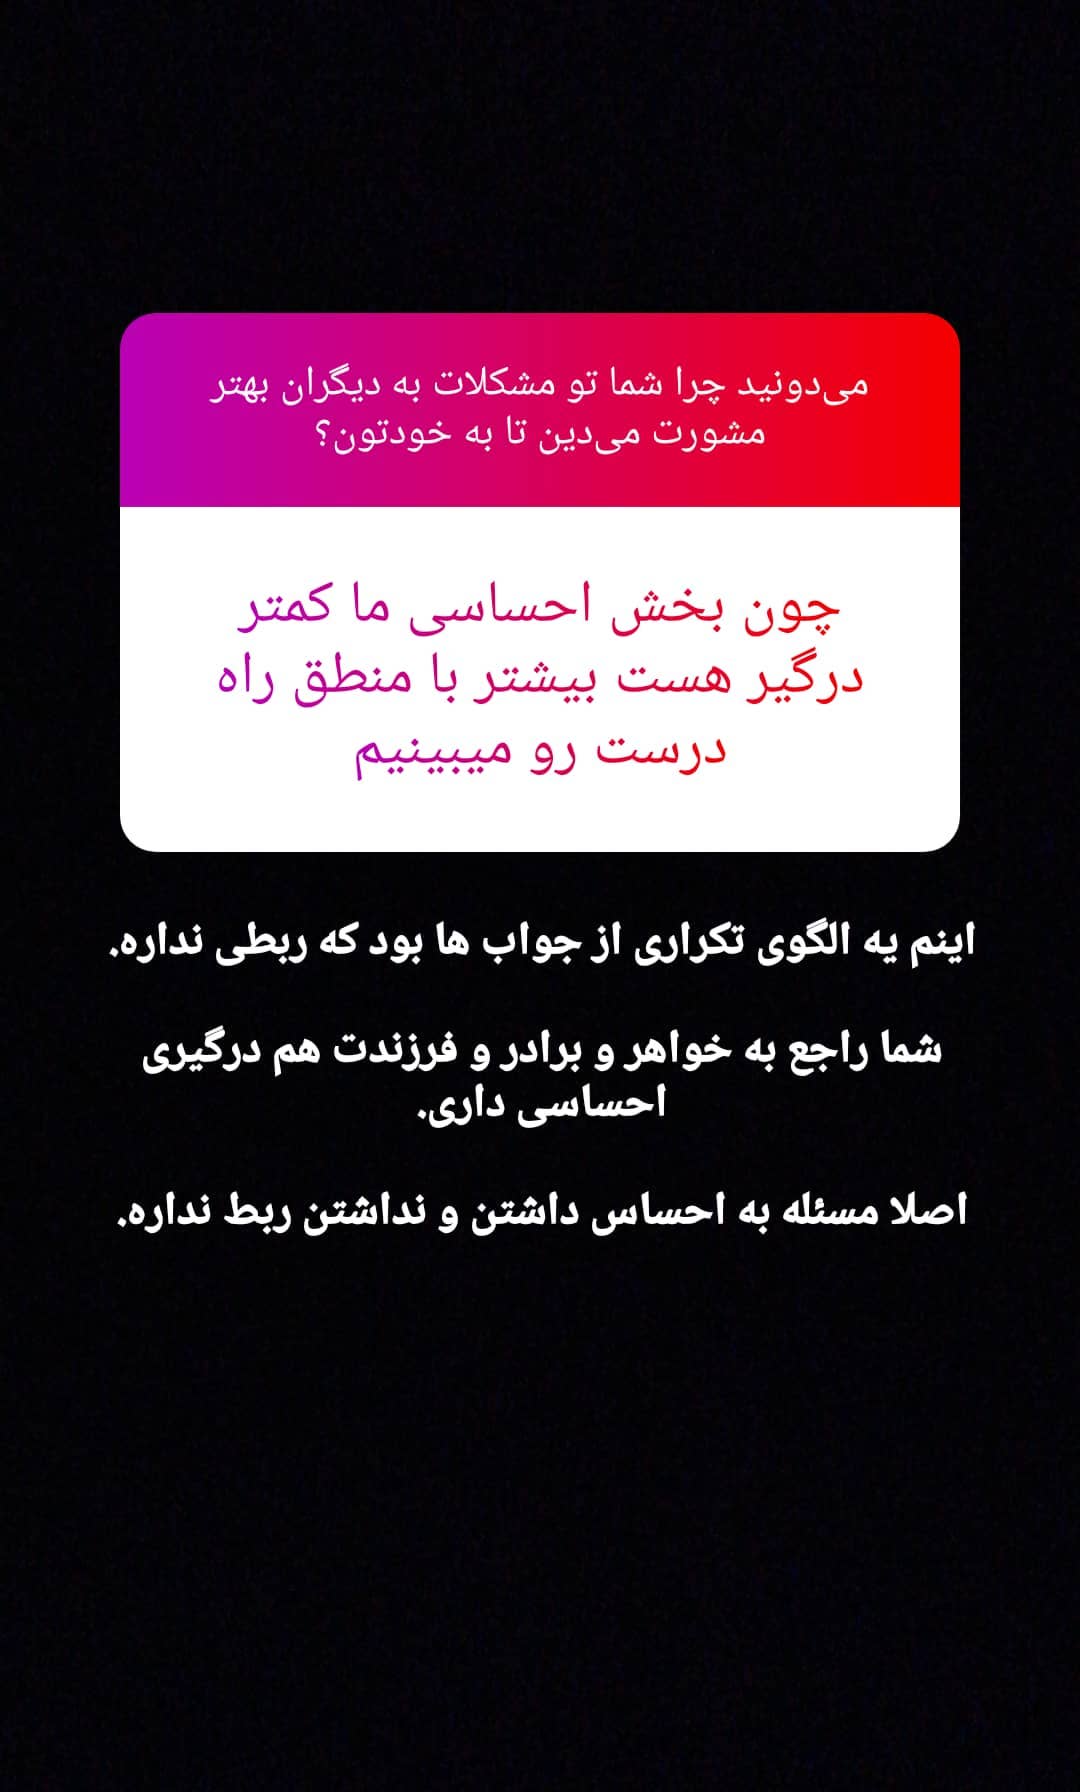 می‌دونید چرا شما تو مشکلات به دیگران بهتر
مشورت می‌دین تا به خودتون؟
چون بخش احساسی ما کمتر
درگیر هست بیشتر با منطق راه
درست رو میبینیم
اینم یه الگوی تکراری از جواب ها بود که ربطی نداره.
شما راجع به خواهر و برادر و فرزندت هم درگیری
احساسی داری.
اصلا مسئله به احساس داشتن و نداشتن ربط نداره.